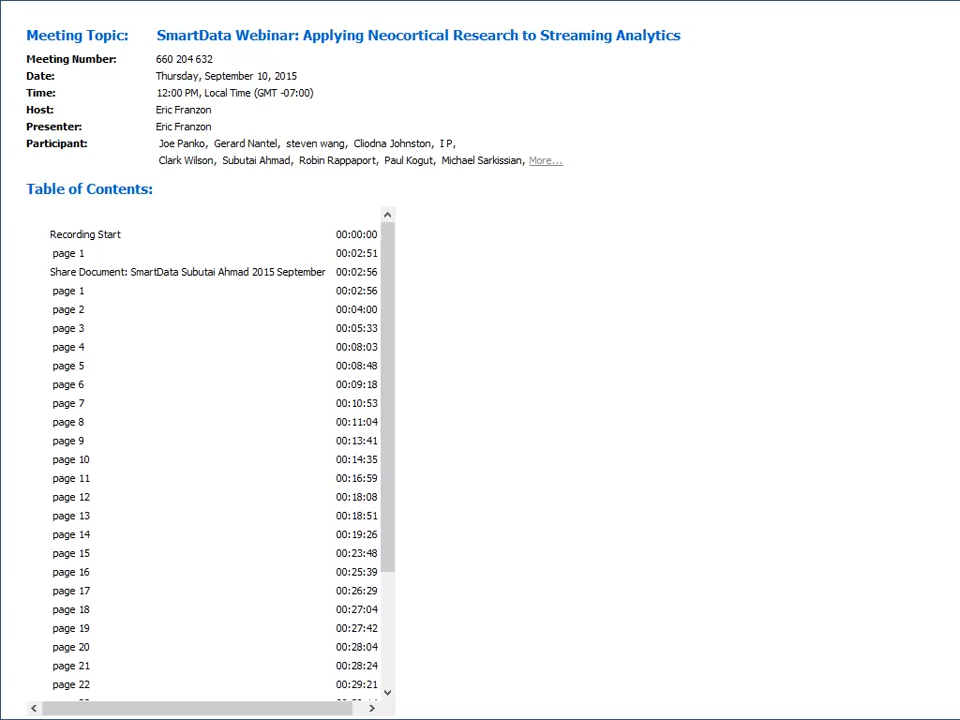 Meeting Topic: SmartData Webinar: Applying Neocortical Research to Streaming Analytics
Meeting Number: 660 204 632
Date: Thursday, September 10, 2015
Time: 12:00 PM, Local Time (GMT -07:00)
Host: Eric Franzon
Presenter: Eric Franzon
Participant: Joe Panko, Gerard Nantel, steven wang, Cliodna Johnston, I P,
Clark Wilson, Subutai Ahmad, Robin Rappaport, Paul Kogut, Michael Sarkissian, More...
Table of Contents:
Recording Start 00:00:00
page 1 00:02:51
Share Document: SmartData Subutai Ahmad 2015 September 00:02:56
page 1 00:02:56
page 2 00:04:00
page 3 00:05:33
page 4 00:08:03
page 5 00:08:48
page 6 00:09:18
page 7 00:10:53
page 8 00:11:04
page 9 00:13:41
page 10 00:14:35
page 11 00:16:59
page 12 00:18:08
page 13 00:18:51
page 14 00:19:26
page 15 00:23:48
page 16 00:25:39
page 17 00:26:29
page 18 00:27:04
page 19 00:27:42
page 20 00:28:04
page 21 00:28:24
page 22 00:29:21